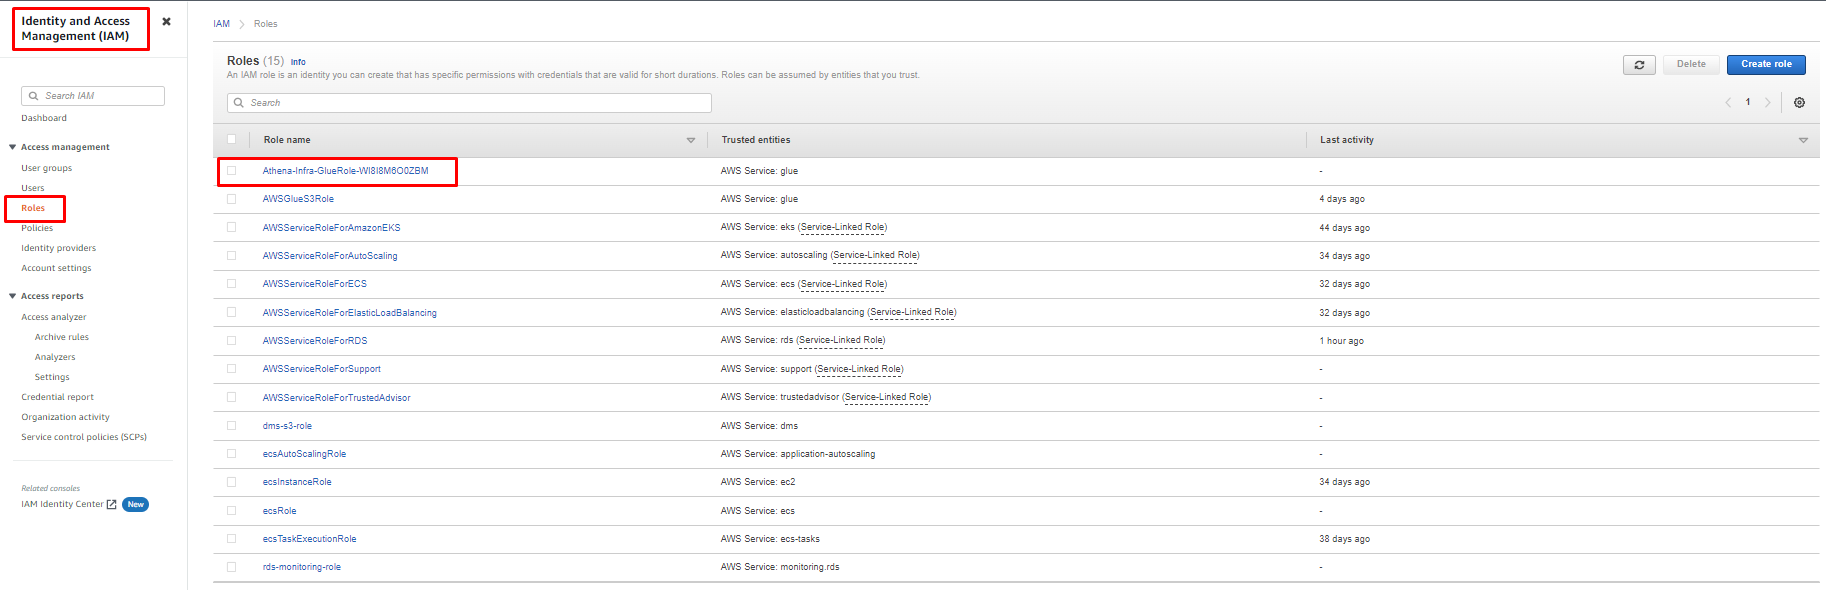 Identity and Access
Management (IAM)
Search IAM
Dashboard
Access management
User groups
Users
Roles
Policies
Identity providers
Account settings
Access reports
Access analyzer
Archive rules
Analyzers
Settings
Credential report
Organization activity
Service control policies (SCPs)
Related consoles
IAM Identity Center New
IAM > Roles
Roles (15) Info
An IAM role is an identity you can create that has specific permissions with credentials that are valid for short durations. Roles can be assumed by entities that you trust.
Delete
Create role
Search
1
Role name Trusted entities Last activity
Athena-Infra-GlueRole-WI8I8M6O0ZBM AWS Service: glue -
AWSGlueS3Role AWS Service: glue 4 days ago
AWSServiceRoleForAmazonEKS AWS Service: eks (Service-Linked Role) 44 days ago
AWSServiceRoleForAutoScaling AWS Service: autoscaling (Service-Linked Role) 34 days ago
AWSServiceRoleForECS AWS Service: ecs (Service-Linked Role) 32 days ago
AWSServiceRoleForElasticLoadBalancing AWS Service: elasticloadbalancing (Service-Linked Role) 32 days ago
AWSServiceRoleForRDS AWS Service: rds (Service-Linked Role) 1 hour ago
AWSServiceRoleForSupport AWS Service: support (Service-Linked Role) -
AWSServiceRoleForTrustedAdvisor AWS Service: trustedadvisor (Service-Linked Role) -
dms-s3-role AWS Service: dms -
ecsAutoScalingRole AWS Service: application-autoscaling -
ecsInstanceRole AWS Service: ec2 34 days ago
ecsRole AWS Service: ecs -
ecsTaskExecutionRole AWS Service: ecs-tasks 38 days ago
rds-monitoring-role AWS Service: monitoring.rds -